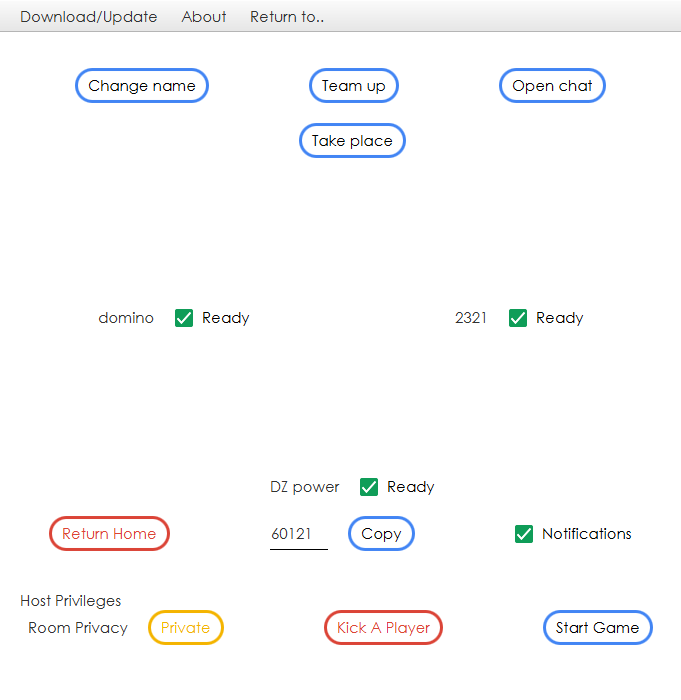 Download/Update About Return to..
Change name Team up Open chat
Take place
domino Ready 2321 Ready
DZ power Ready
Return Home 60121 Copy Notifications
Host Privileges
Room Privacy Private Kick A Player Start Game